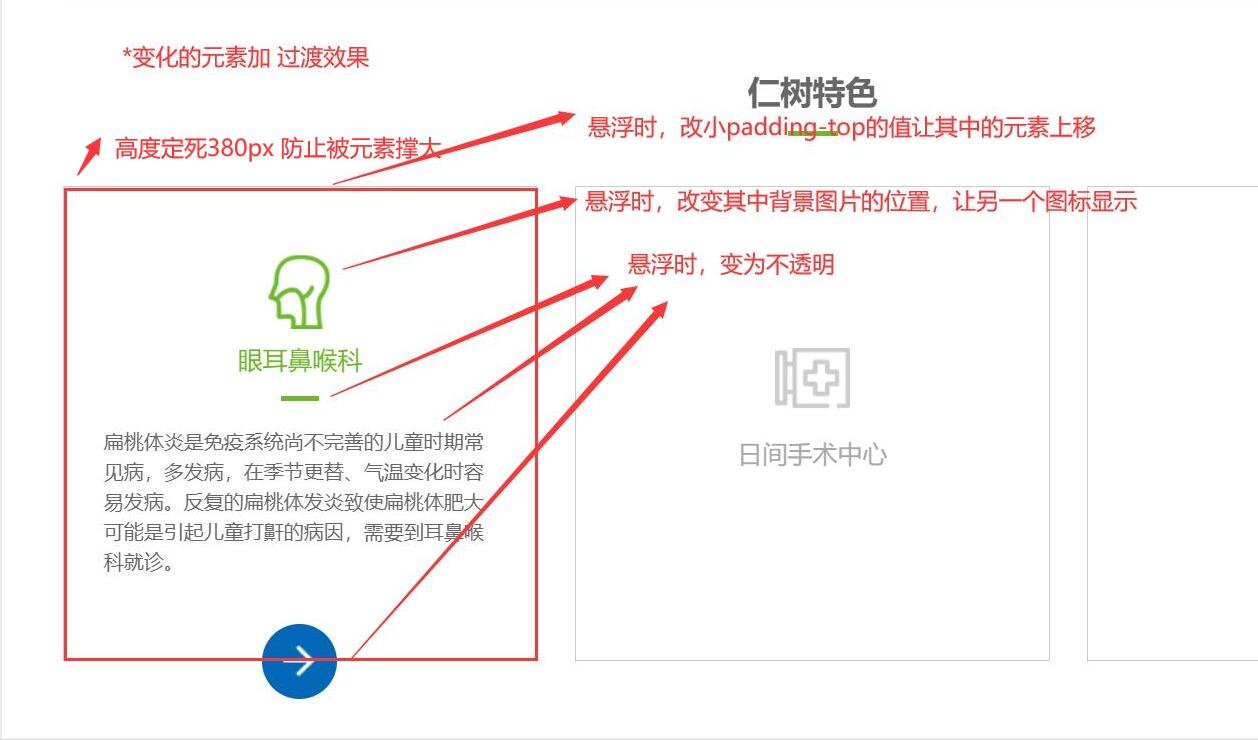 *变化的元素加 过渡效果
仁树特色
悬浮时，改小padding-top的值让其中的元素上移
高度定死380px 防止被元素撑大
悬浮时，改变其中背景图片的位置，让另一个图标显示
悬浮时，变为不透明
眼耳鼻喉科
扁桃体炎是免疫系统尚不完善的儿童时期常
见病，多发病，在季节更替、气温变化时容
易发病。反复的扁桃体发炎致使扁桃体肥大
可能是引起儿童打鼾的病因，需要到耳鼻喉
科就诊。
日间手术中心